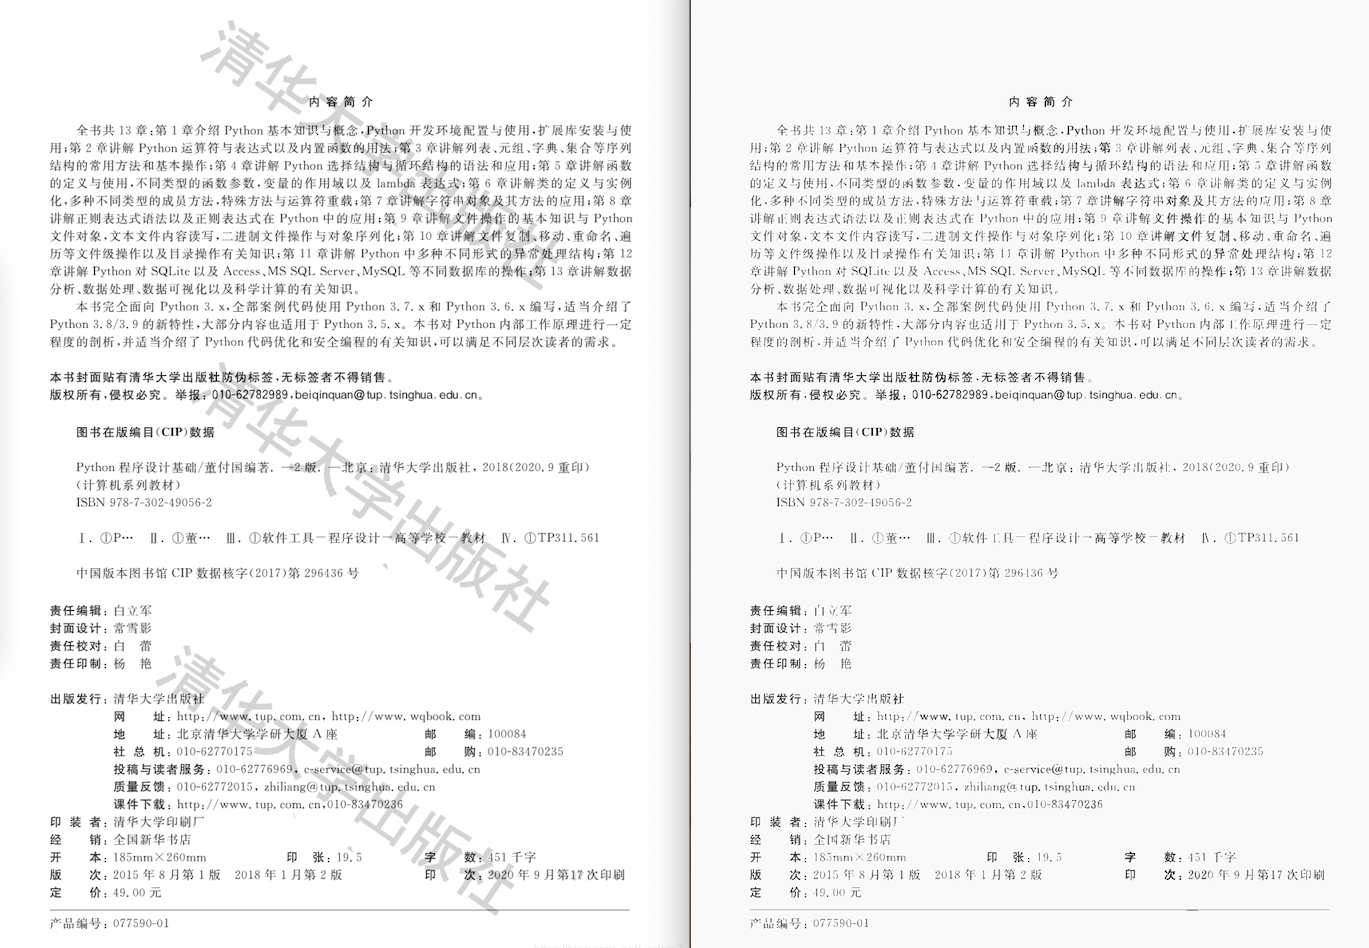 清华大学出版社
内 容 简 介
全书共 13 章；第 1 章介绍 Python 基本知识与概念，Python 开发环境配置与使用，扩展库安装与使
用；第 2 章讲解 Python 运算符与表达式以及内置函数的用法；第 3 章讲解列表、元组、字典、集合等序列
结构的常用方法和基本操作；第 4 章讲解 Python 选择结构与循环结构的语法和应用；第 5 章讲解函数
的定义与使用，不同类型的函数参数，变量的作用域以及 lambda 表达式；第 6 章讲解类的定义与实例
化，多种不同类型的成员方法，特殊方法与运算符重载；第 7 章讲解字符串对象及其方法的应用；第 8 章
讲解正则表达式语法以及正则表达式在 Python 中的应用；第 9 章讲解文件操作的基本知识与 Python
文件对象，文本文件内容读写，二进制文件操作与对象序列化；第 10 章讲解文件复制、移动、重命名、遍
历等文件级操作以及目录操作有关知识；第 11 章讲解 Python 中多种不同形式的异常处理结构；第 12
章讲解 Python 对 SQLite 以及 Access、MS SQL Server、MySQL 等不同数据库的操作；第 13 章讲解数据
分析、数据处理、数据可视化以及科学计算的有关知识。
本书完全面向 Python 3. x，全部案例代码使用 Python 3.7. x 和 Python 3.6. x 编写，适当介绍了
Python 3.8/3.9 的新特性，大部分内容也适用于 Python 3.5. x。本书对 Python 内部工作原理进行一定
程度的剖析，并适当介绍了 Python 代码优化和安全编程的有关知识，可以满足不同层次读者的需求。
本书封面贴有清华大学出版社防伪标签，无标签者不得销售。
版权所有，侵权必究。举报：010-62782989，beiqinquan@tup.tsinghua.edu.cn。
清华大学出版社
图书在版编目（CIP）数据
Python 程序设计基础/董付国编著. —2 版. —北京：清华大学出版社，2018（2020.9 重印）
（计算机系列教材）
ISBN 978-7-302-49056-2
Ⅰ. ①P… Ⅱ. ①董… Ⅲ. ①软件工具－程序设计－高等学校－教材 Ⅳ. ①TP311.561
中国版本图书馆 CIP 数据核字（2017）第 296436 号
责任编辑：白立军
封面设计：常雪影
责任校对：白 蕾
责任印制：杨 艳
清华大学出版社
出版发行：清华大学出版社
网 址：http://www.tup.com.cn，http://www.wqbook.com
地 址：北京清华大学学研大厦 A 座 邮 编：100084
社 总 机：010-62770175 邮 购：010-83470235
投稿与读者服务：010-62776969，c-service@tup.tsinghua.edu.cn
质量反馈：010-62772015，zhiliang@tup.tsinghua.edu.cn
课件下载：http://www.tup.com.cn,010-83470236
印 装 者：清华大学印刷厂
经 销：全国新华书店
开 本：185mm×260mm 印 张：19.5 字 数：451 千字
版 次：2015 年 8 月第 1 版 2018 年 1 月第 2 版 印 次：2020 年 9 月第17 次印刷
定 价：49.00 元
产品编号：077590-01
内 容 简 介
全书共 13 章；第 1 章介绍 Python 基本知识与概念，Python 开发环境配置与使用，扩展库安装与使
用；第 2 章讲解 Python 运算符与表达式以及内置函数的用法；第 3 章讲解列表、元组、字典、集合等序列
结构的常用方法和基本操作；第 4 章讲解 Python 选择结构与循环结构的语法和应用；第 5 章讲解函数
的定义与使用，不同类型的函数参数，变量的作用域以及 lambda 表达式；第 6 章讲解类的定义与实例
化，多种不同类型的成员方法，特殊方法与运算符重载；第 7 章讲解字符串对象及其方法的应用；第 8 章
讲解正则表达式语法以及正则表达式在 Python 中的应用；第 9 章讲解文件操作的基本知识与 Python
文件对象，文本文件内容读写，二进制文件操作与对象序列化；第 10 章讲解文件复制、移动、重命名、遍
历等文件级操作以及目录操作有关知识；第 11 章讲解 Python 中多种不同形式的异常处理结构；第 12
章讲解 Python 对 SQLite 以及 Access、MS SQL Server、MySQL 等不同数据库的操作；第 13 章讲解数据
分析、数据处理、数据可视化以及科学计算的有关知识。
本书完全面向 Python 3. x，全部案例代码使用 Python 3.7. x 和 Python 3.6. x 编写，适当介绍了
Python 3.8/3.9 的新特性，大部分内容也适用于 Python 3.5. x。本书对 Python 内部工作原理进行一定
程度的剖析，并适当介绍了 Python 代码优化和安全编程的有关知识，可以满足不同层次读者的需求。
本书封面贴有清华大学出版社防伪标签，无标签者不得销售。
版权所有，侵权必究。举报：010-62782989，beiqinquan@tup.tsinghua.edu.cn。
图书在版编目（CIP）数据
Python 程序设计基础/董付国编著. —2 版. —北京：清华大学出版社，2018（2020.9 重印）
（计算机系列教材）
ISBN 978-7-302-49056-2
Ⅰ. ①P… Ⅱ. ①董… Ⅲ. ①软件工具－程序设计－高等学校－教材 Ⅳ. ①TP311.561
中国版本图书馆 CIP 数据核字（2017）第 296436 号
责任编辑：白立军
封面设计：常雪影
责任校对：白 蕾
责任印制：杨 艳
出版发行：清华大学出版社
网 址：http://www.tup.com.cn，http://www.wqbook.com
地 址：北京清华大学学研大厦 A 座 邮 编：100084
社 总 机：010-62770175 邮 购：010-83470235
投稿与读者服务：010-62776969，c-service@tup.tsinghua.edu.cn
质量反馈：010-62772015，zhiliang@tup.tsinghua.edu.cn
课件下载：http://www.tup.com.cn,010-83470236
印 装 者：清华大学印刷厂
经 销：全国新华书店
开 本：185mm×260mm 印 张：19.5 字 数：451 千字
版 次：2015 年 8 月第 1 版 2018 年 1 月第 2 版 印 次：2020 年 9 月第17 次印刷
定 价：49.00 元
产品编号：077590-01